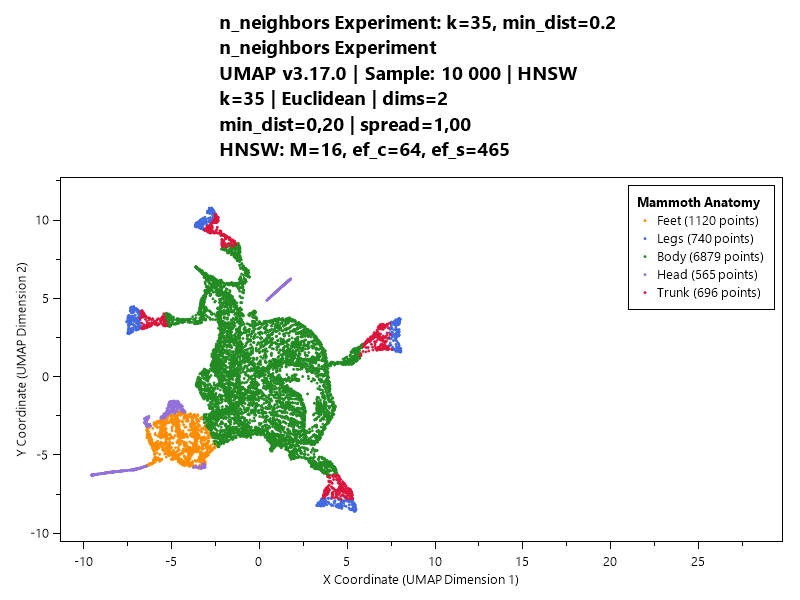 n_neighbors Experiment: k=35, min_dist=0.2
n_neighbors Experiment
UMAP v3.17.0 | Sample: 10 000 | HNSW
k=35 | Euclidean | dims=2
min_dist=0,20 | spread=1,00
HNSW: M=16, ef_c=64, ef_s=465
Mammoth Anatomy
Feet (1120 points)
Legs (740 points)
Body (6879 points)
Head (565 points)
Trunk (696 points)
Y Coordinate (UMAP Dimension 2)
10
5
0
-5
-10
-10
-5
0
5
10
15
20
25
X Coordinate (UMAP Dimension 1)